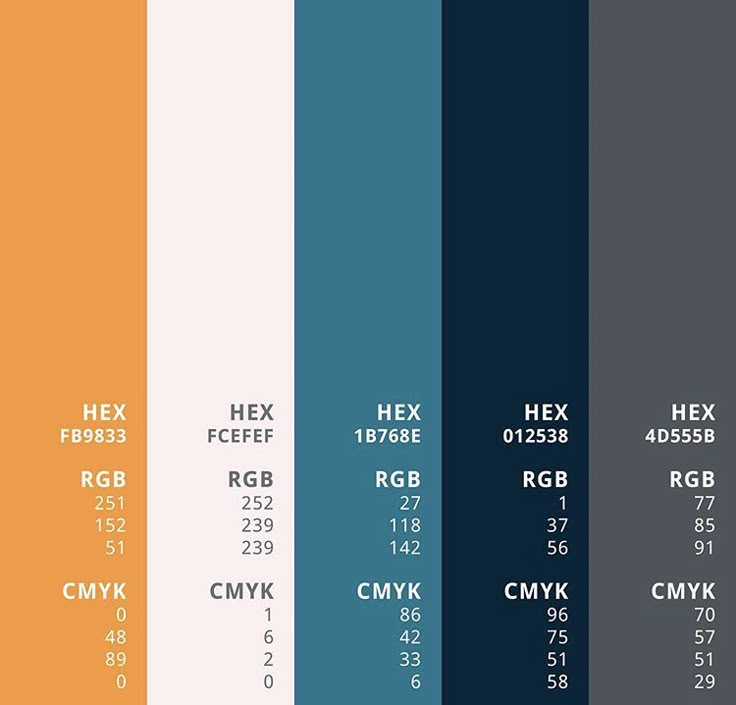 HEX
FB9833
RGB
251
152
51
CMYK
0
48
89
0
HEX
FCEFEF
RGB
252
239
239
CMYK
1
6
2
0
HEX
1B768E
RGB
27
118
142
CMYK
86
42
33
6
HEX
012538
RGB
1
37
56
CMYK
96
75
51
58
HEX
4D555B
RGB
77
85
91
CMYK
70
57
51
29